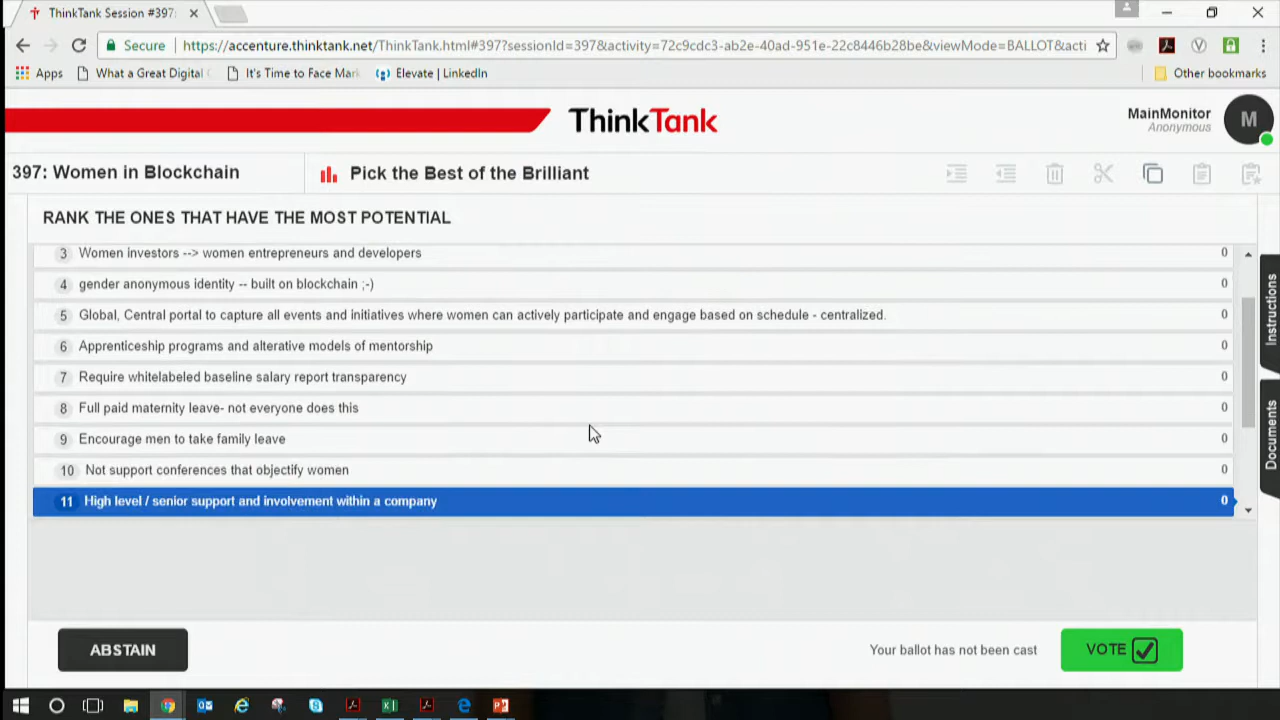 ThinkTank Session #397:
Secure
https://accenture.thinktank.net/ThinkTank.html#397?sessionId=397&activity=72c9cdc3-ab2e-40ad-951e-22c8446b28be&viewMode=BALLOT&acti
Apps
What a Great Digital
It's Time to Face Mark
Elevate | LinkedIn
Other bookmarks
ThinkTank
MainMonitor
Anonymous
M
397: Women in Blockchain
Pick the Best of the Brilliant
RANK THE ONES THAT HAVE THE MOST POTENTIAL
3 Women investors --> women entrepreneurs and developers 0
4 gender anonymous identity -- built on blockchain ;-) 0
5 Global, Central portal to capture all events and initiatives where women can actively participate and engage based on schedule - centralized. 0
6 Apprenticeship programs and alterative models of mentorship 0
7 Require whitelabeled baseline salary report transparency 0
8 Full paid maternity leave- not everyone does this 0
9 Encourage men to take family leave 0
10 Not support conferences that objectify women 0
11 High level / senior support and involvement within a company 0
Instructions
Documents
ABSTAIN
Your ballot has not been cast
VOTE